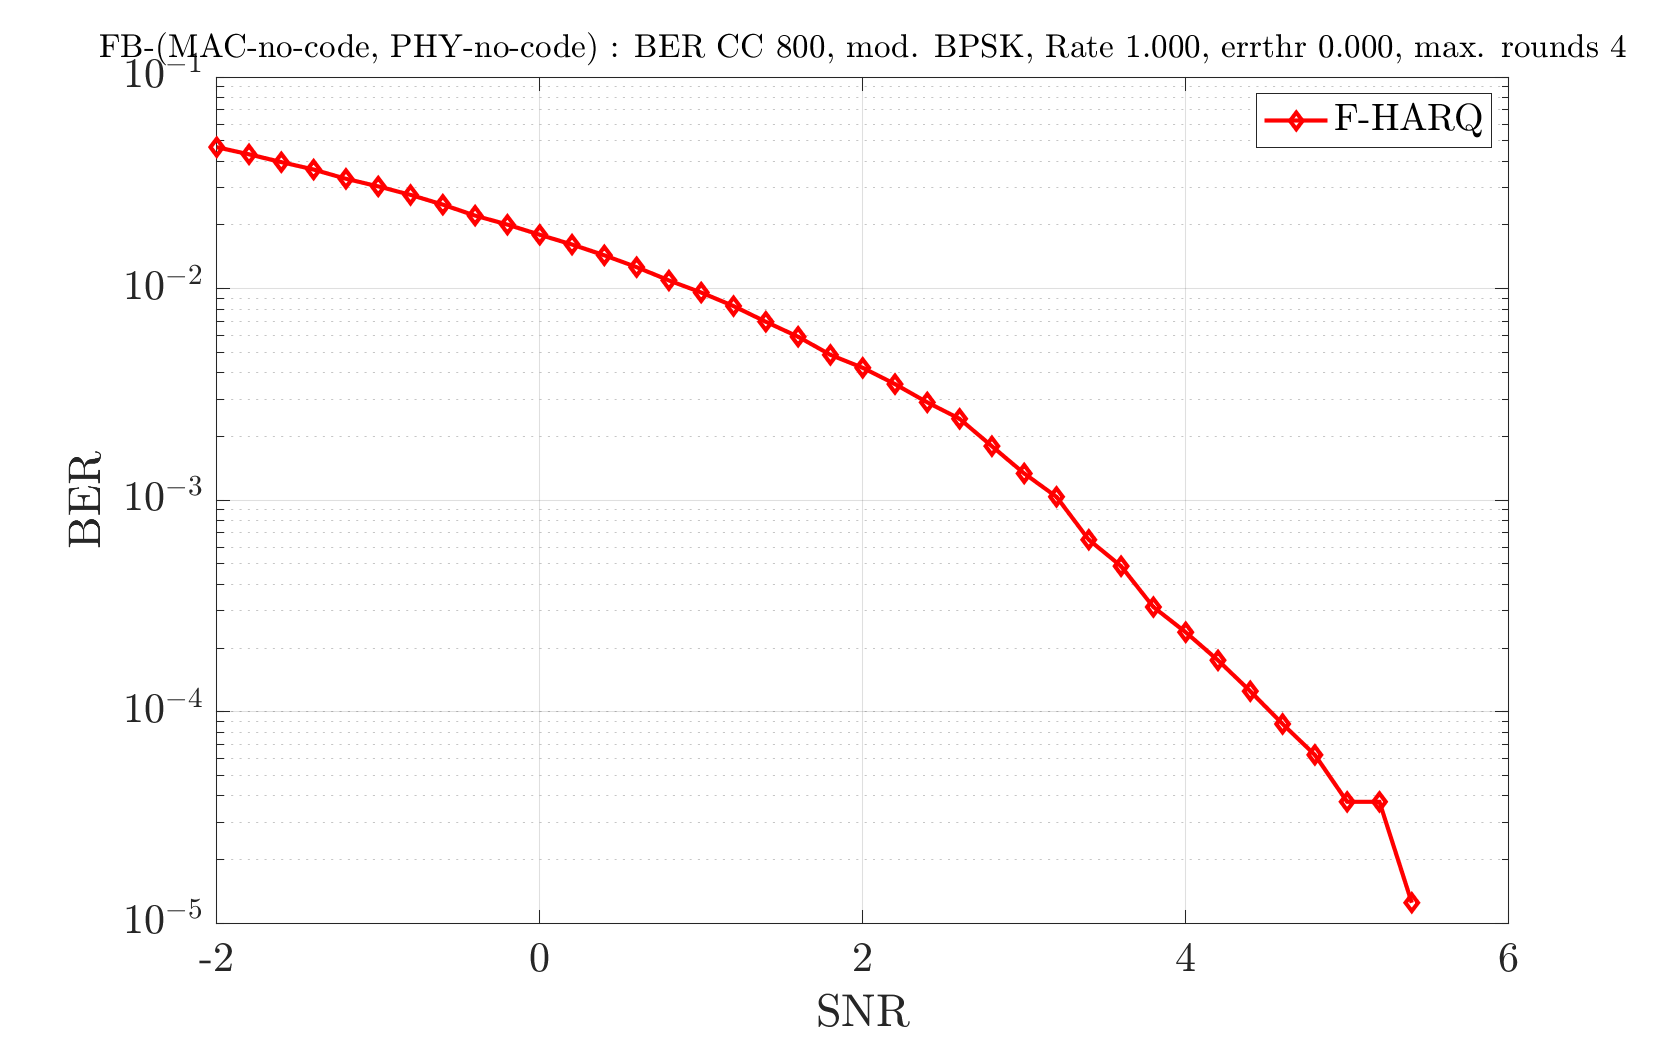 FB-(MAC-no-code, PHY-no-code) : BER CC 800, mod. BPSK, Rate 1.000, errthr 0.000, max. rounds 4
F-HARQ
10⁻¹
10⁻²
10⁻³
10⁻⁴
10⁻⁵
BER
-2 0 2 4 6
SNR